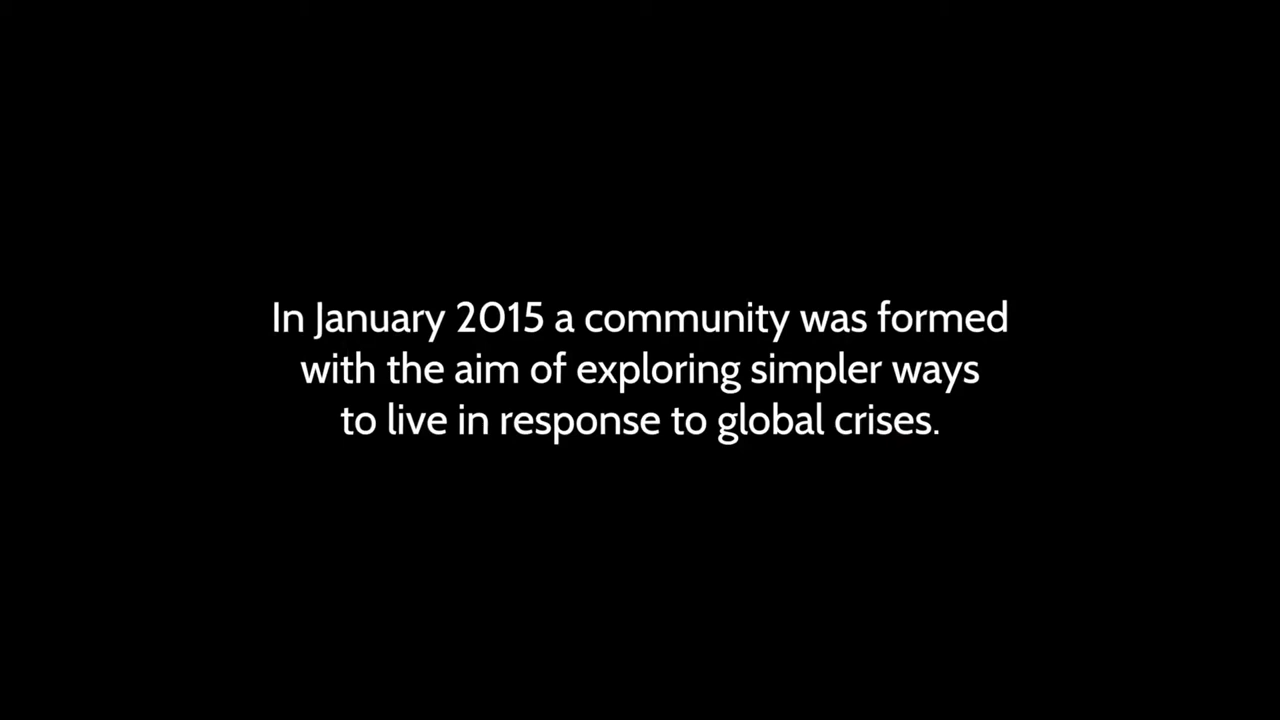 In January 2015 a community was formed
with the aim of exploring simpler ways
to live in response to global crises.